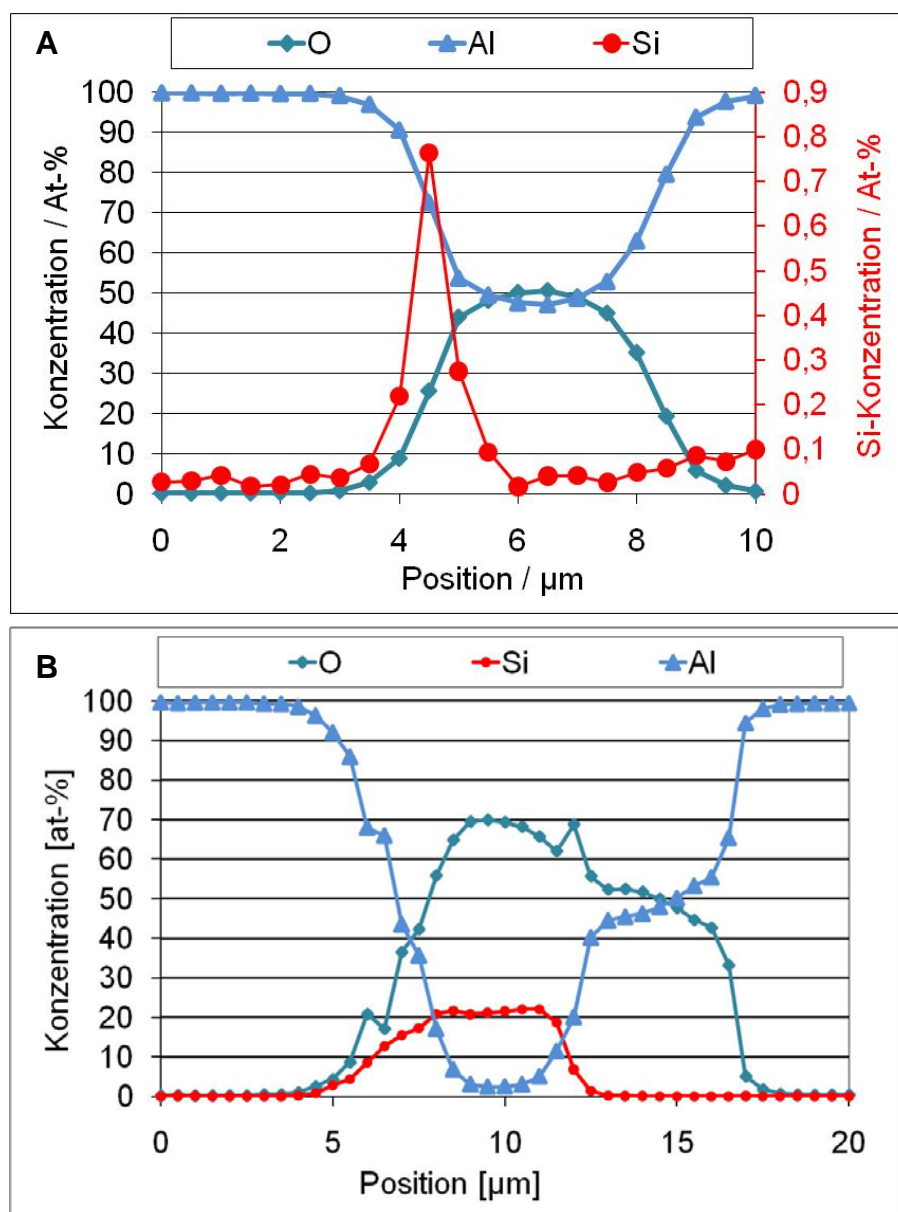 A
O Al Si
Konzentration / At-%
100
90
80
70
60
50
40
30
20
10
0
0,9
0,8
0,7
0,6
0,5
0,4
0,3
0,2
0,1
0
Si-Konzentration / At-%
0 2 4 6 8 10
Position / µm
B
O Si Al
Konzentration [at-%]
100
90
80
70
60
50
40
30
20
10
0
0 5 10 15 20
Position [µm]